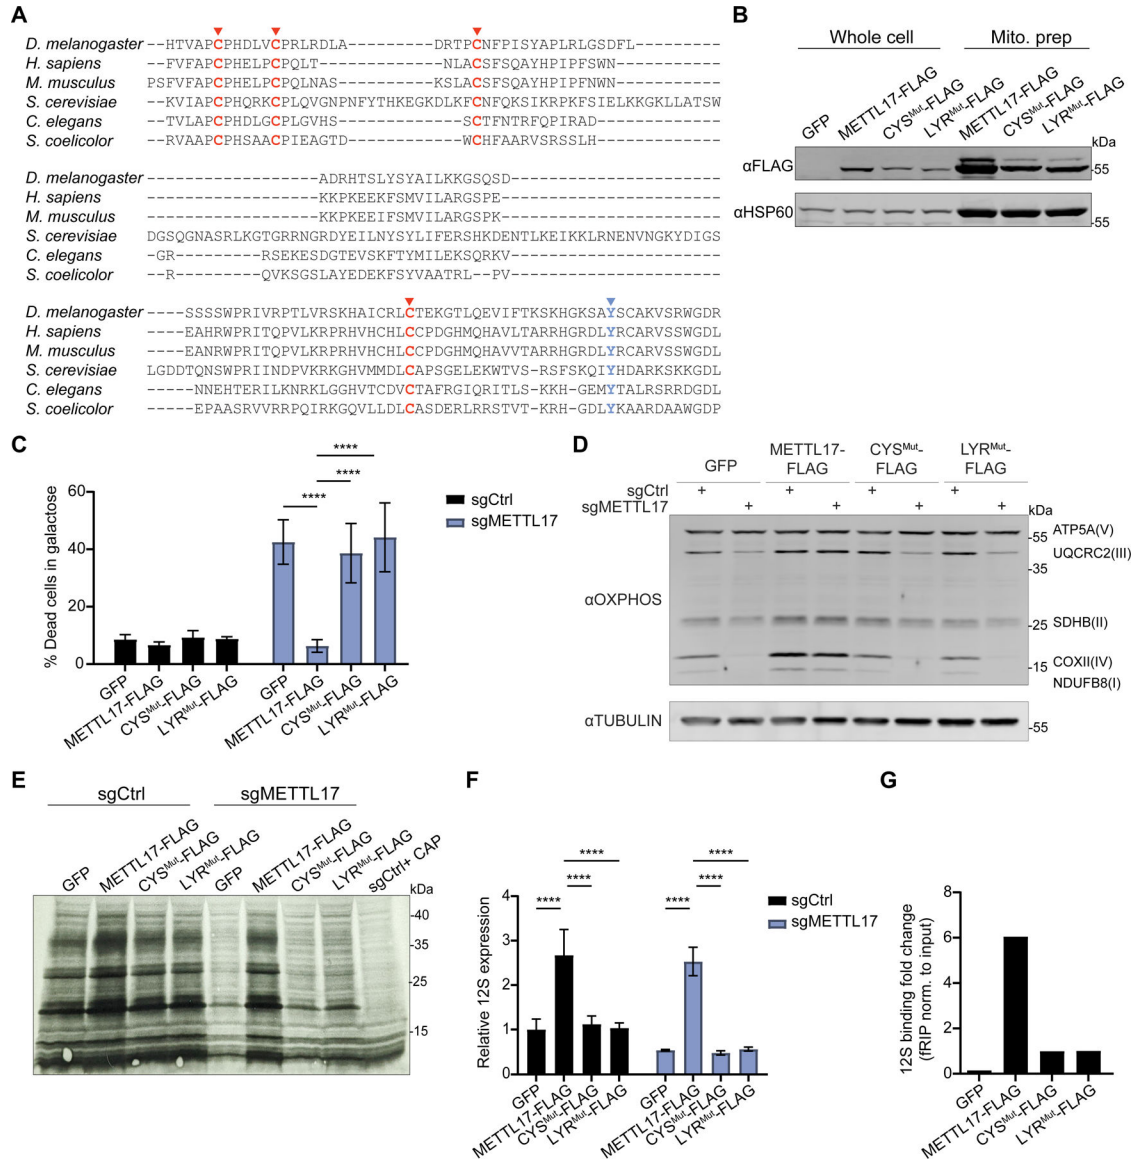 A
D. melanogaster --HTVAPCPHDLVCPRLRDLA----------DRTPCNFPISYAPLRLGSDFL---------
H. sapiens --FVFAPCPHELPCPQLT---------------NLACSFSQAYHPIPFSWN-----------
M. musculus PSFVFAPCPHELPCPQLNAS-----------KSLACSFSQAYHPIPFSWN-----------
S. cerevisiae --KVIAPCPHQRKCPLQVGNPNFYTHKEGKDLKFCNFQKSIKRPKFSIELKKGKLLATSW
C. elegans --TVLAPCPHDLGCPLGVHS---------------SCTFNTRFQPIRAD-------------
S. coelicolor --RVAAPCPHSAACPIEAGTD--------------WCHFAARVSRSSLH-------------
D. melanogaster --------------------ADRHTSLYSYAILKKGSQSD-------------------------
H. sapiens --------------------KKPKEEKFSMVILARGSPE--------------------------
M. musculus --------------------KKPKEEIFSMVILARGSPK--------------------------
S. cerevisiae DGSQGNASRLKGTGRRNGRDYEILNYSYLIFERSHKDENTLKEIKKLRNENVNGKYDIGS
C. elegans -GR----------RSEKESDGTEVSKFTYMILEKSQRKV-------------------------
S. coelicolor --R----------QVKSGSLAYEDEKFSYVAATRL--PV-------------------------
D. melanogaster ----SSSSWPRIVRPTLVRSKHAICRLCTEKGTLQEVIFTKSKHGKSAYSCAKVSRWGDR
H. sapiens ----EAHRWPRITQPVLKRPRHVHCHLCCPDGHMQHAVLTARRHGRDLYRCARVSSWGDL
M. musculus ----EANRWPRITQPVLKRPRHVHCHLCCPDGHMQHAVVTARRHGRDLYRCARVSSWGDL
S. cerevisiae LGDDTQNSWPRIINDPVKRKGHVMMDLCAPSGELEKWTVS-RSFSKQIYHDARKSKKGDL
C. elegans -----NNEHTERILKNRKLGGHVTCDVCTAFRGIQRITLS-KKH-GEMYTALRSRRDGDL
S. coelicolor -----EPAASRVVRRPQIRKGQVLLDLCASDERLRRSTVT-KRH-GDLYKAARDAAWGDP
B
Whole cell Mito. prep
GFP METTL17-FLAG CYSMut-FLAG LYRMut-FLAG METTL17-FLAG CYSMut-FLAG LYRMut-FLAG
kDa
αFLAG -55
αHSP60
-55
C
% Dead cells in galactose
60
40
20
0
**** **** ****
sgCtrl
sgMETTL17
GFP METTL17-FLAG CYSMut-FLAG LYRMut-FLAG GFP METTL17-FLAG CYSMut-FLAG LYRMut-FLAG
D
GFP METTL17-FLAG CYSMut-FLAG LYRMut-FLAG
sgCtrl + + + +
sgMETTL17 + + + +
kDa
αOXPHOS
-55
-35
-25
-15
ATP5A(V)
UQCRC2(III)
SDHB(II)
COXII(IV)
NDUFB8(I)
αTUBULIN
-55
E
sgCtrl sgMETTL17
GFP METTL17-FLAG CYSMut-FLAG LYRMut-FLAG GFP METTL17-FLAG CYSMut-FLAG LYRMut-FLAG sgCtrl+ CAP
kDa
-40
-35
-25
-15
F
Relative 12S expression
4
3
2
1
0
**** **** **** **** **** ****
sgCtrl
sgMETTL17
GFP METTL17-FLAG CYSMut-FLAG LYRMut-FLAG GFP METTL17-FLAG CYSMut-FLAG LYRMut-FLAG
G
12S binding fold change
(fRIP norm. to input)
8
6
4
2
0
GFP METTL17-FLAG CYSMut-FLAG LYRMut-FLAG